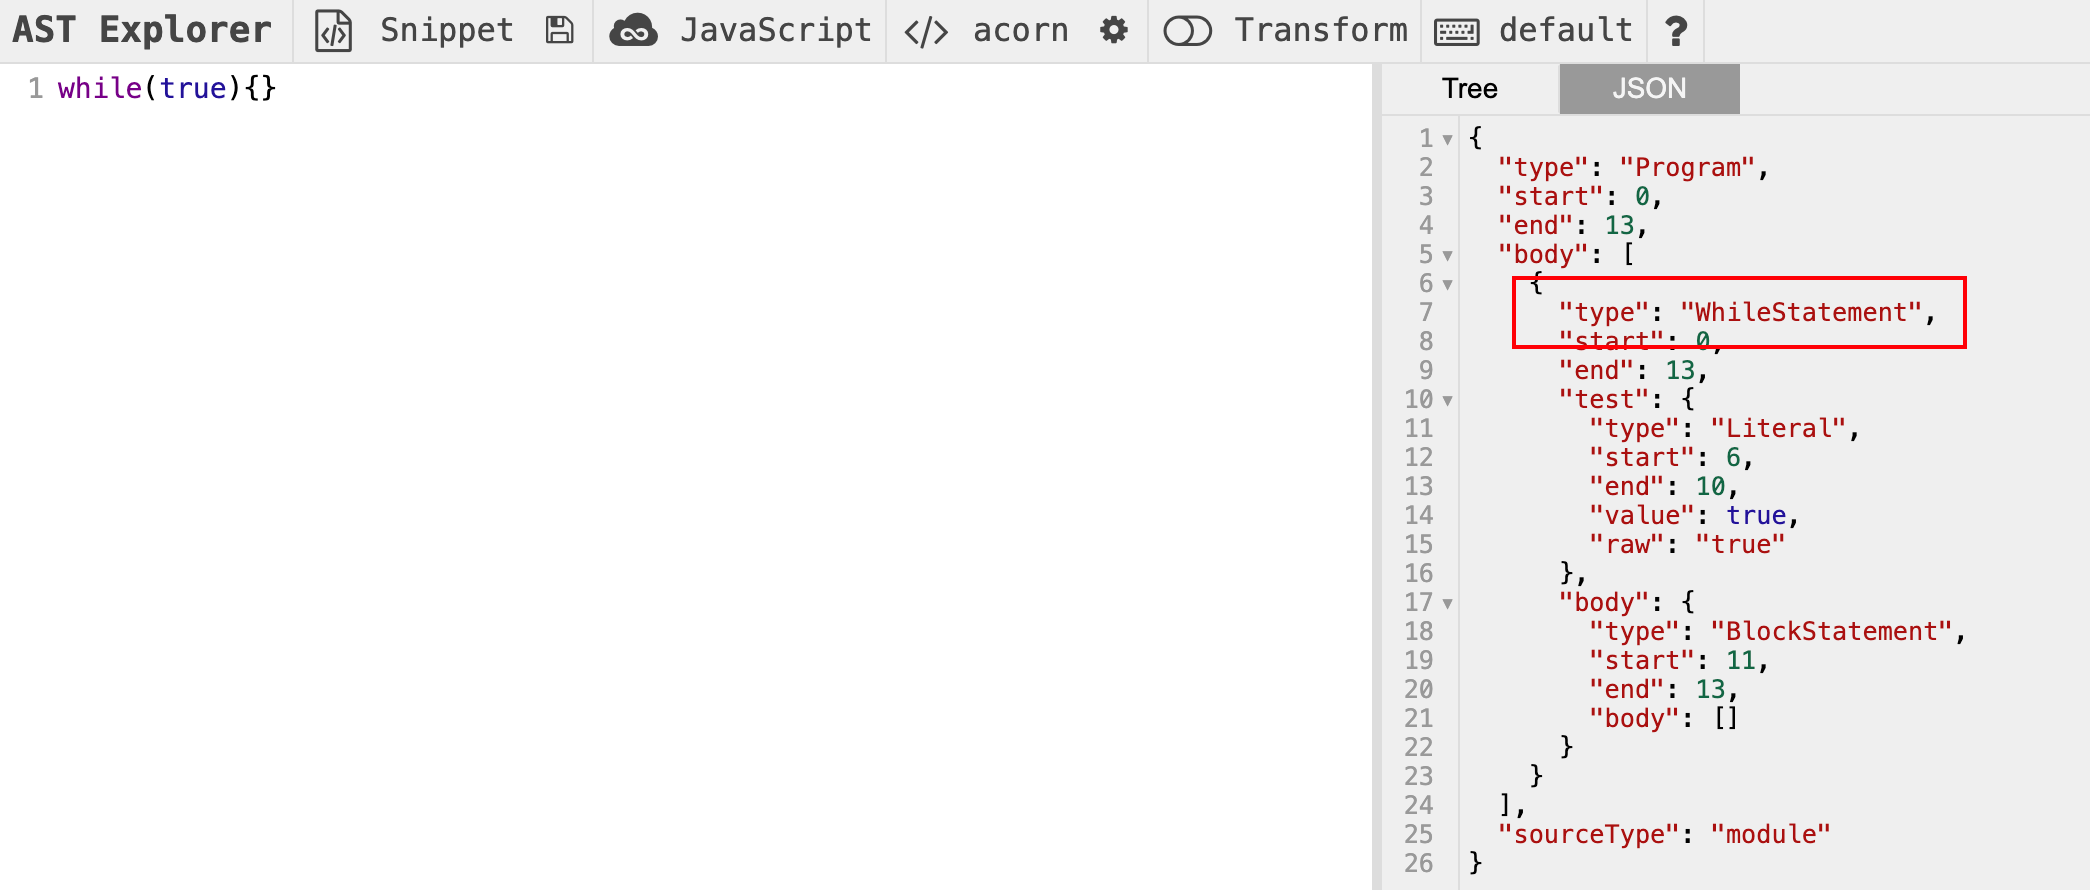 AST Explorer Snippet JavaScript </> acorn Transform default ?
1 while(true){}
Tree JSON
1 {
2 "type": "Program",
3 "start": 0,
4 "end": 13,
5 "body": [
6 {
7 "type": "WhileStatement",
8 "start": 0,
9 "end": 13,
10 "test": {
11 "type": "Literal",
12 "start": 6,
13 "end": 10,
14 "value": true,
15 "raw": "true"
16 },
17 "body": {
18 "type": "BlockStatement",
19 "start": 11,
20 "end": 13,
21 "body": []
22 }
23 }
24 ],
25 "sourceType": "module"
26 }